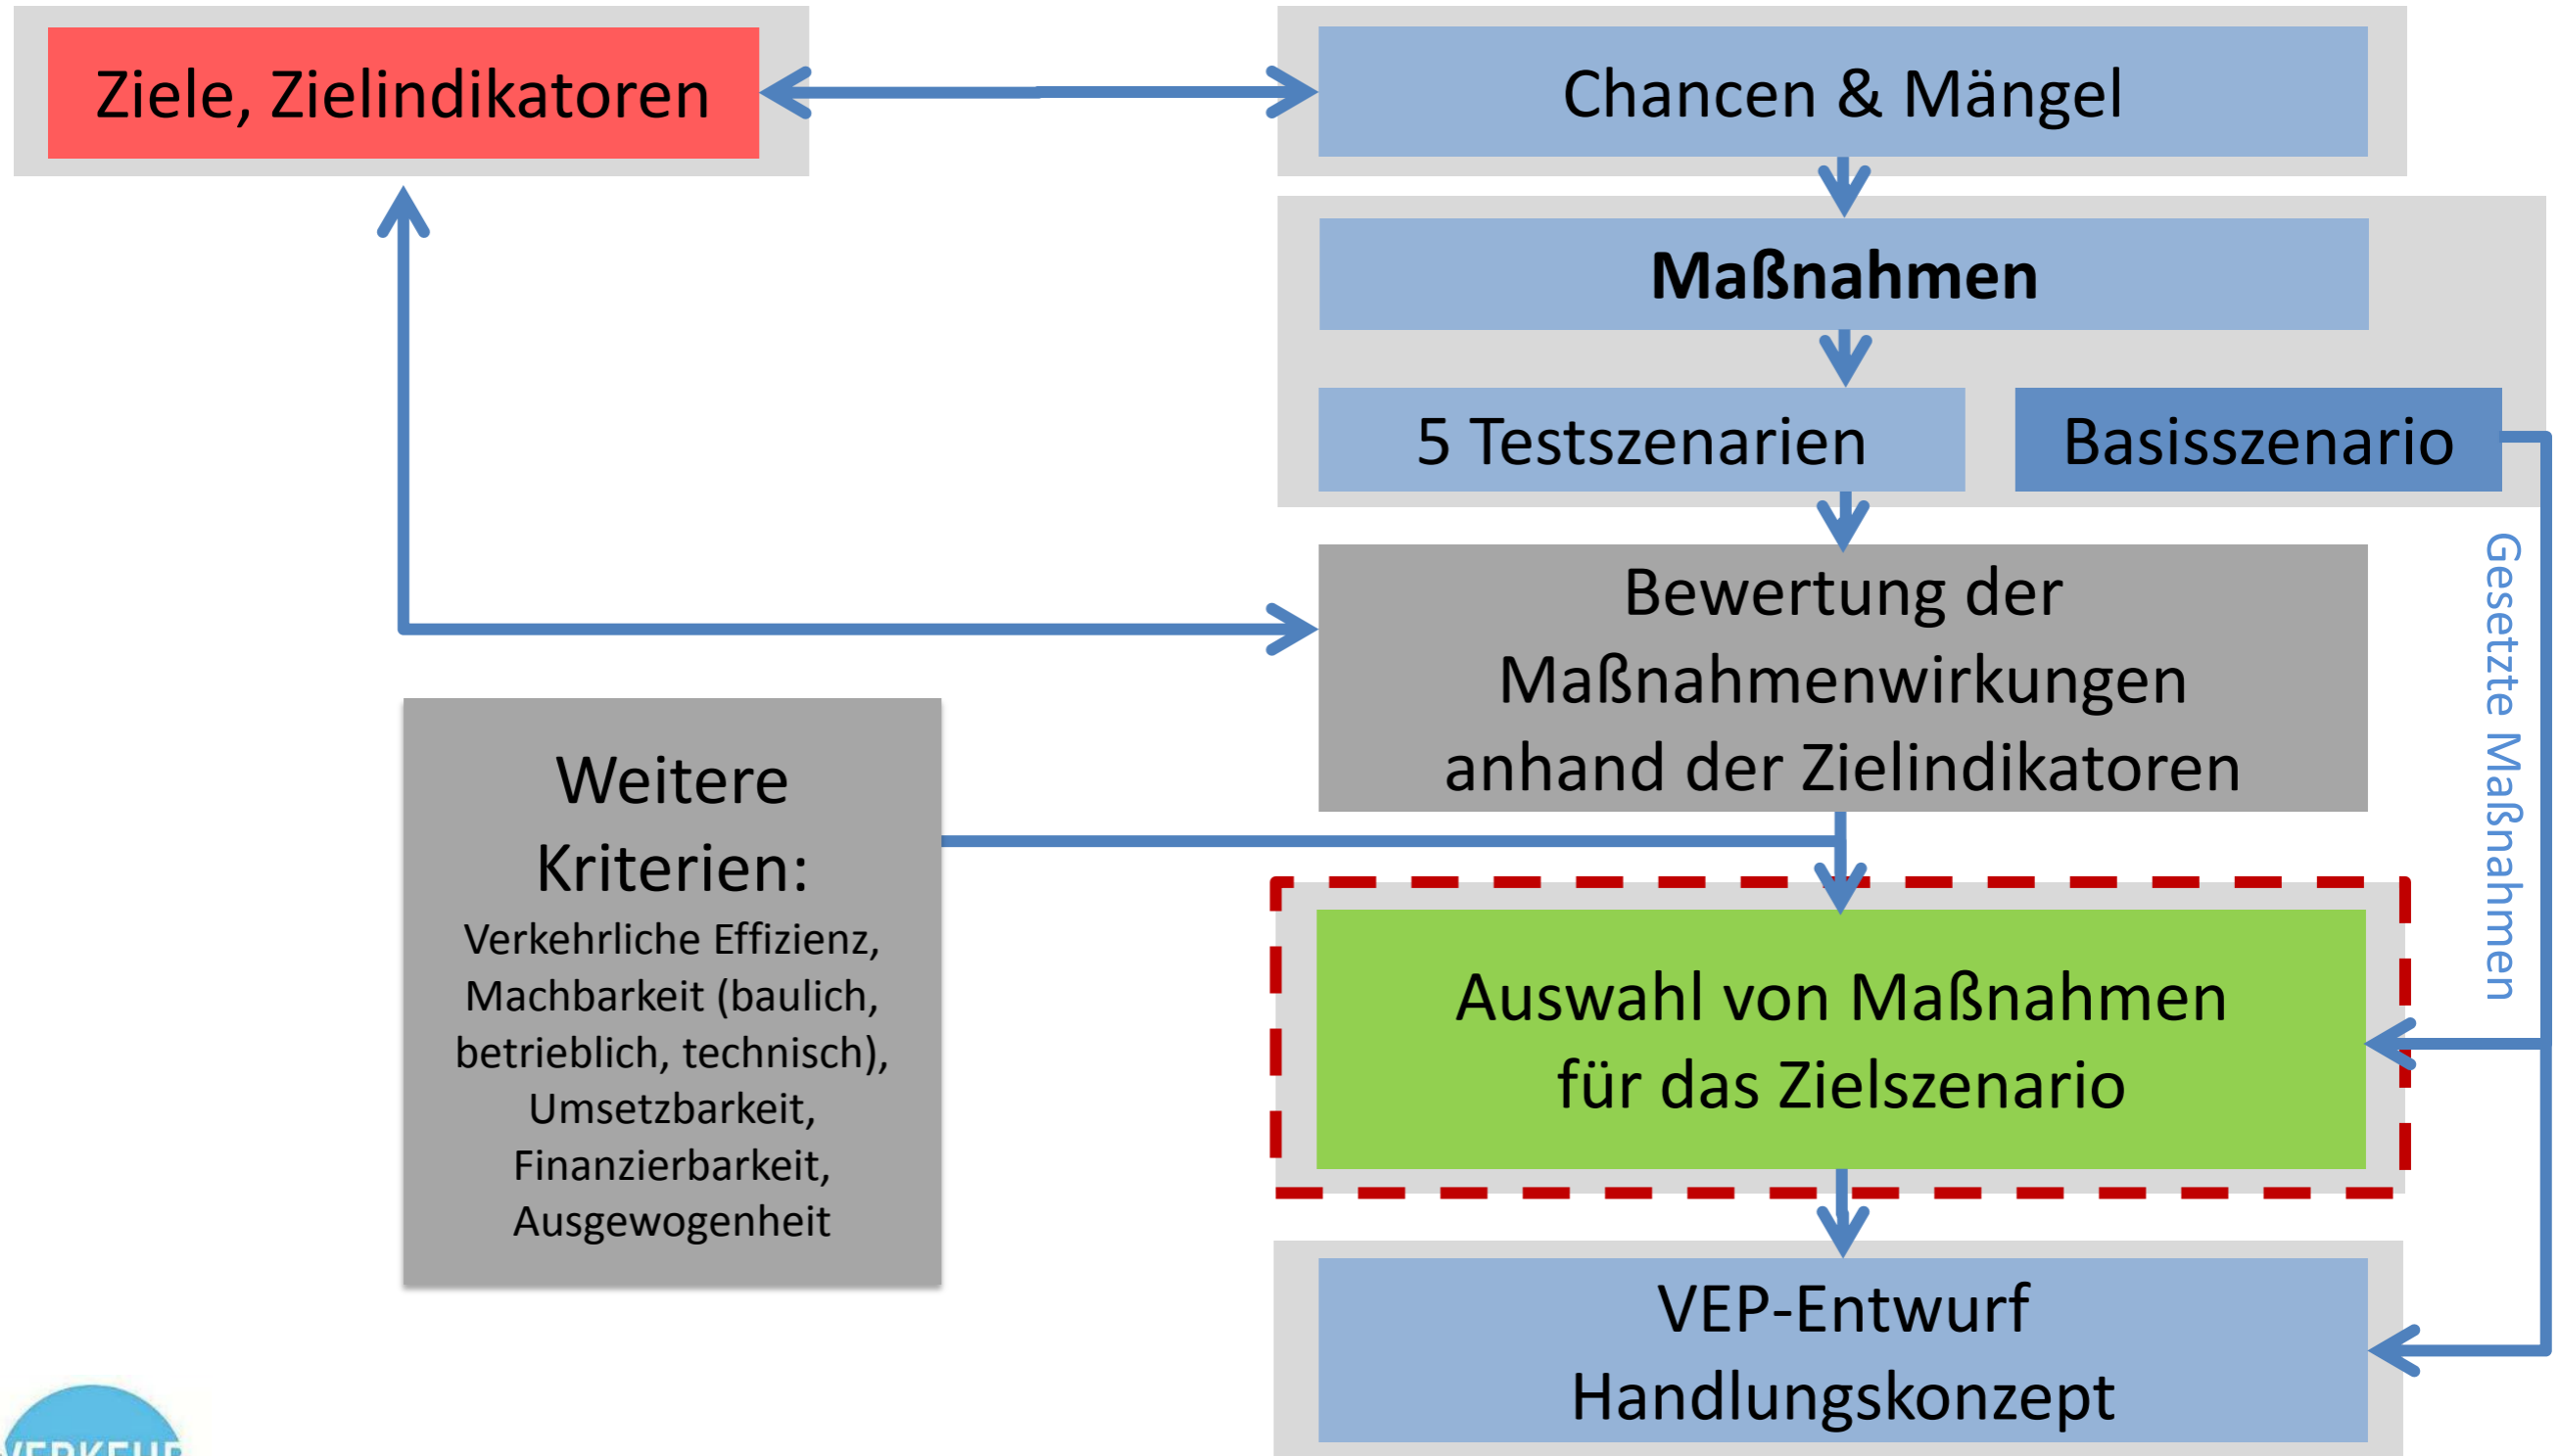 Ziele, Zielindikatoren
Chancen & Mängel
Maßnahmen
5 Testszenarien
Basisszenario
Gesetzte Maßnahmen
Bewertung der
Maßnahmenwirkungen
anhand der Zielindikatoren
Weitere
Kriterien:
Verkehrliche Effizienz,
Machbarkeit (baulich,
betrieblich, technisch),
Umsetzbarkeit,
Finanzierbarkeit,
Ausgewogenheit
Auswahl von Maßnahmen
für das Zielszenario
VEP-Entwurf
Handlungskonzept